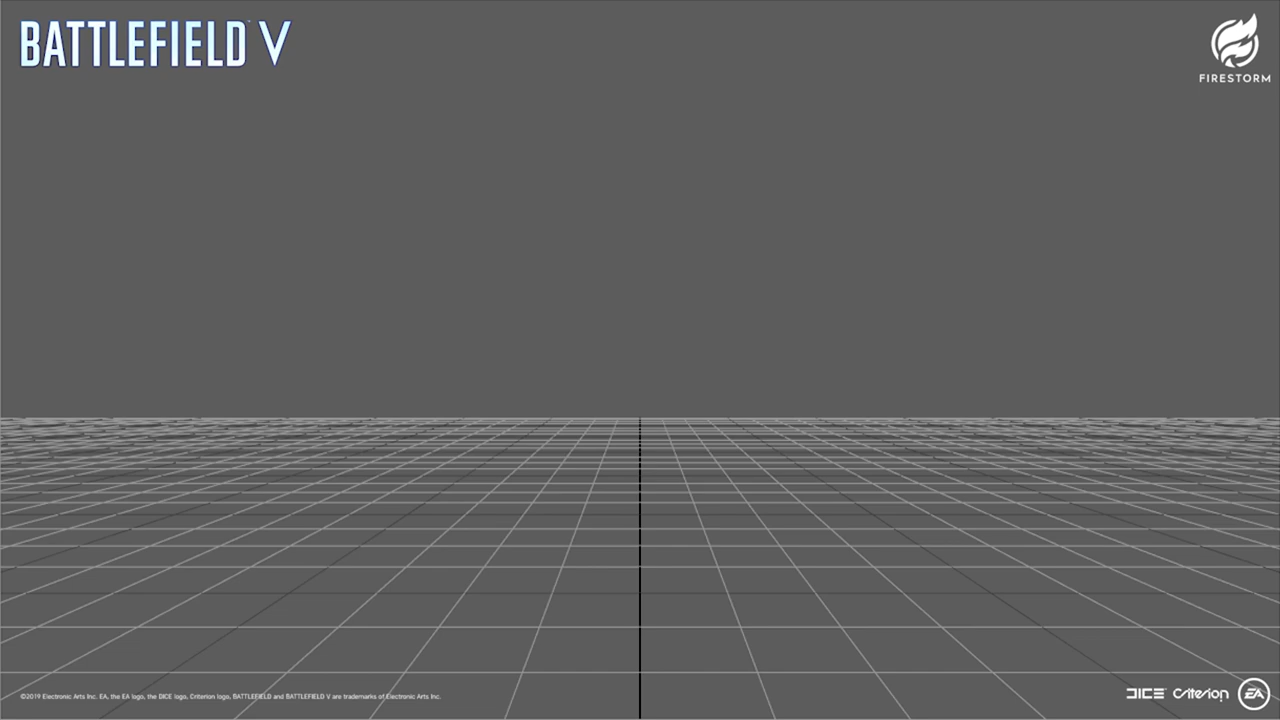 BATTLEFIELD V
FIRESTORM
©2019 Electronic Arts Inc. EA, the EA logo, the DICE logo, Criterion logo, BATTLEFIELD and BATTLEFIELD V are trademarks of Electronic Arts Inc.
DICE Criterion EA